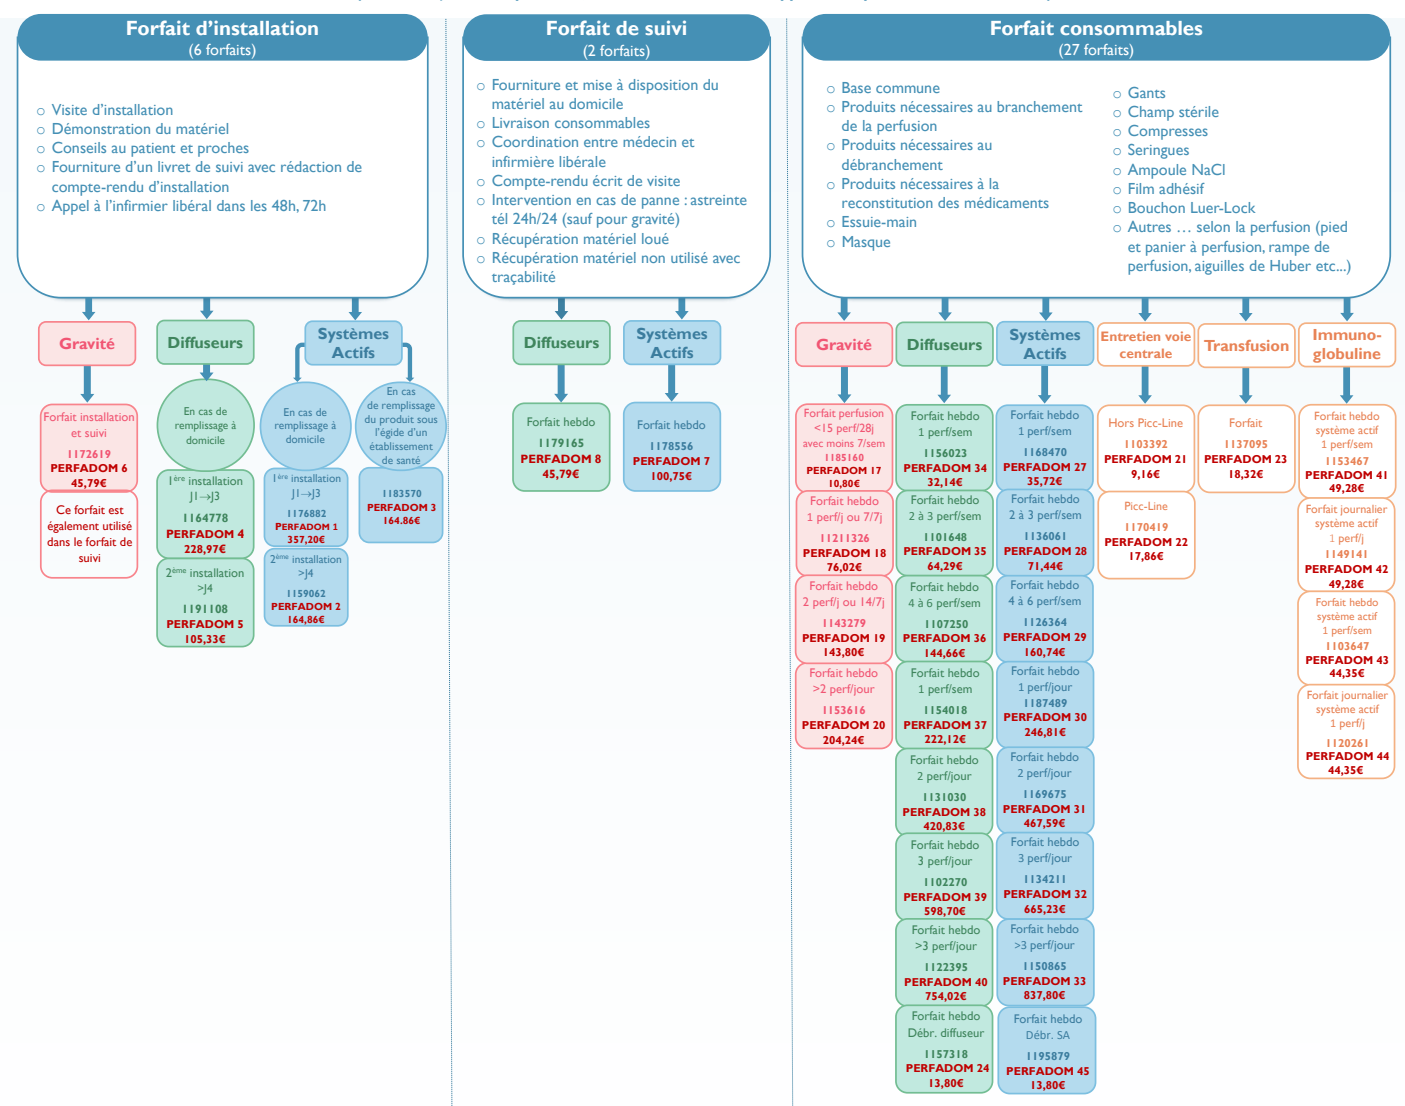 Forfait d'installation
(6 forfaits)
○ Visite d'installation
○ Démonstration du matériel
○ Conseils au patient et proches
○ Fourniture d'un livret de suivi avec rédaction de
compte-rendu d'installation
○ Appel à l'infirmier libéral dans les 48h, 72h
Gravité
Forfait installation
et suivi
1172619
PERFADOM 6
45,79€
Ce forfait est
également utilisé
dans le forfait de
suivi
Diffuseurs
En cas de
remplissage à
domicile
1ère installation
J1→J3
1164778
PERFADOM 4
228,97€
2ème installation
>J4
1191108
PERFADOM 5
105,33€
Systèmes
Actifs
En cas de
remplissage à
domicile
1ère installation
J1→J3
1176882
PERFADOM 1
357,20€
2ème installation
>J4
1159062
PERFADOM 2
164,86€
En cas
de remplissage
du produit sous
l'égide d'un
établissement
de santé
1183570
PERFADOM 3
164.86€
Forfait de suivi
(2 forfaits)
○ Fourniture et mise à disposition du
matériel au domicile
○ Livraison consommables
○ Coordination entre médecin et
infirmière libérale
○ Compte-rendu écrit de visite
○ Intervention en cas de panne : astreinte
tél 24h/24 (sauf pour gravité)
○ Récupération matériel loué
○ Récupération matériel non utilisé avec
traçabilité
Diffuseurs
Forfait hebdo
1179165
PERFADOM 8
45,79€
Systèmes
Actifs
Forfait hebdo
1178556
PERFADOM 7
100,75€
Forfait consommables
(27 forfaits)
○ Base commune
○ Produits nécessaires au branchement
de la perfusion
○ Produits nécessaires au
débranchement
○ Produits nécessaires à la
reconstitution des médicaments
○ Essuie-main
○ Masque
○ Gants
○ Champ stérile
○ Compresses
○ Seringues
○ Ampoule NaCl
○ Film adhésif
○ Bouchon Luer-Lock
○ Autres … selon la perfusion (pied
et panier à perfusion, rampe de
perfusion, aiguilles de Huber etc...)
Gravité
Forfait perfusion
<15 perf/28j
avec moins 7/sem
1185160
PERFADOM 17
10,80€
Forfait hebdo
1 perf/j ou 7/7j
11211326
PERFADOM 18
76,02€
Forfait hebdo
2 perf/j ou 14/7j
1143279
PERFADOM 19
143,80€
Forfait hebdo
>2 perf/jour
1153616
PERFADOM 20
204,24€
Diffuseurs
Forfait hebdo
1 perf/sem
1156023
PERFADOM 34
32,14€
Forfait hebdo
2 à 3 perf/sem
1101648
PERFADOM 35
64,29€
Forfait hebdo
4 à 6 perf/sem
1107250
PERFADOM 36
144,66€
Forfait hebdo
1 perf/sem
1154018
PERFADOM 37
222,12€
Forfait hebdo
2 perf/jour
1131030
PERFADOM 38
420,83€
Forfait hebdo
3 perf/jour
1102270
PERFADOM 39
598,70€
Forfait hebdo
>3 perf/jour
1122395
PERFADOM 40
754,02€
Forfait hebdo
Débr. diffuseur
1157318
PERFADOM 24
13,80€
Systèmes
Actifs
Forfait hebdo
1 perf/sem
1168470
PERFADOM 27
35,72€
Forfait hebdo
2 à 3 perf/sem
1136061
PERFADOM 28
71,44€
Forfait hebdo
4 à 6 perf/sem
1126364
PERFADOM 29
160,74€
Forfait hebdo
1 perf/jour
1187489
PERFADOM 30
246,81€
Forfait hebdo
2 perf/jour
1169675
PERFADOM 31
467,59€
Forfait hebdo
3 perf/jour
1134211
PERFADOM 32
665,23€
Forfait hebdo
>3 perf/jour
1150865
PERFADOM 33
837,80€
Forfait hebdo
Débr. SA
1195879
PERFADOM 45
13,80€
Entretien voie
centrale
Hors Picc-Line
1103392
PERFADOM 21
9,16€
Picc-Line
1170419
PERFADOM 22
17,86€
Transfusion
Forfait
1137095
PERFADOM 23
18,32€
Immuno-
globuline
Forfait hebdo
système actif
1 perf/sem
1153467
PERFADOM 41
49,28€
Forfait journalier
système actif
1 perf/j
1149141
PERFADOM 42
49,28€
Forfait hebdo
système actif
1 perf/sem
1103647
PERFADOM 43
44,35€
Forfait journalier
système actif
1 perf/j
1120261
PERFADOM 44
44,35€